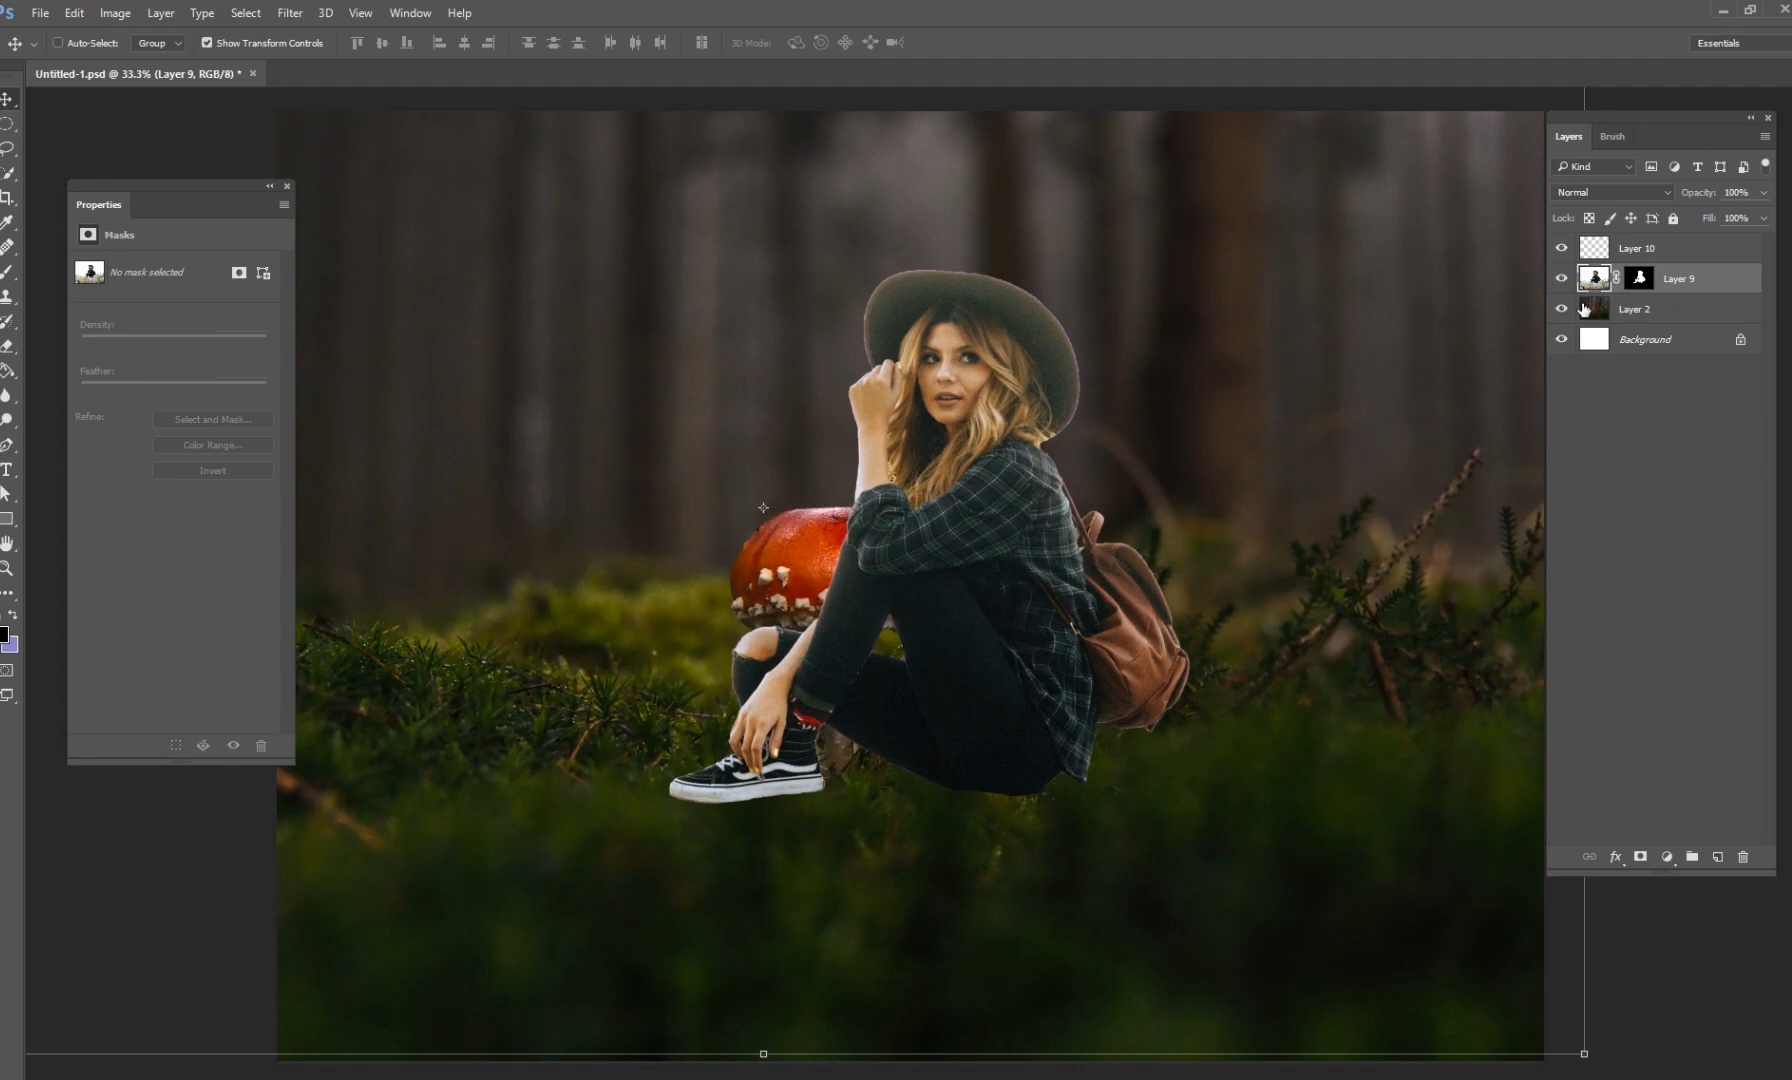 Ps File Edit Image Layer Type Select Filter 3D View Window Help
Auto-Select: Group Show Transform Controls 3D Mode: Essentials
Untitled-1.psd @ 33.3% (Layer 9, RGB/8) * ×
Properties
Masks
No mask selected
Density:
Feather:
Refine: Select and Mask...
Color Range...
Invert
Layers Brush
Kind
Normal Opacity: 100%
Lock: Fill: 100%
Layer 10
Layer 9
Layer 2
Background
fx